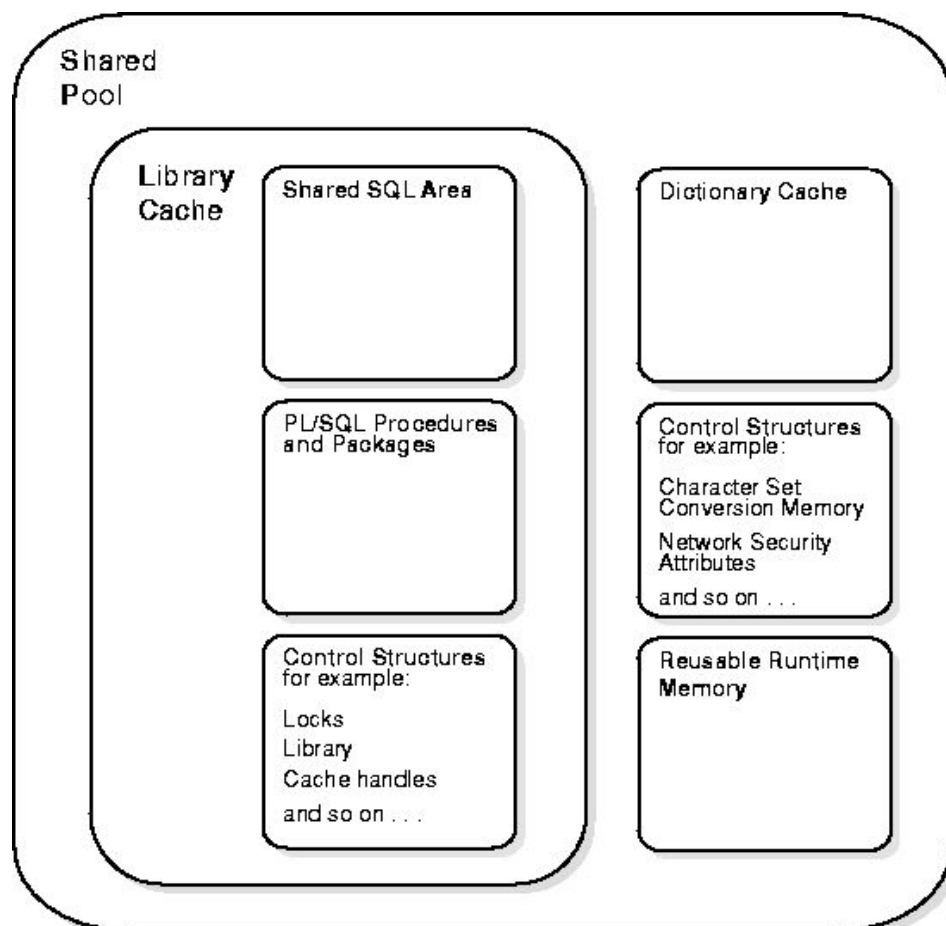 Shared
Pool
Library
Cache
Shared SQL Area
PL/SQL Procedures
and Packages
Control Structures
for example:
Locks
Library
Cache handles
and so on . . .
Dictionary Cache
Control Structures
for example:
Character Set
Conversion Memory
Network Security
Attributes
and so on . . .
Reusable Runtime
Memory